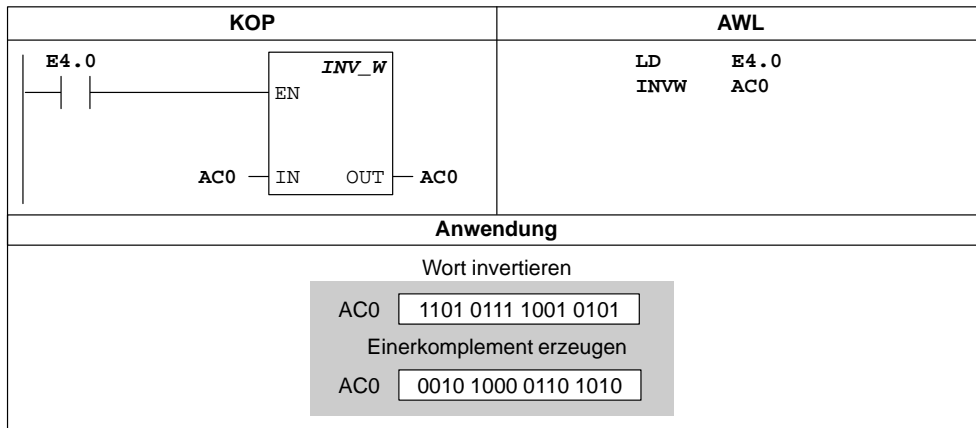 KOP
AWL
E4.0
INV_W
EN
AC0
IN
OUT
AC0
LD E4.0
INVW AC0
Anwendung
Wort invertieren
AC0 1101 0111 1001 0101
Einerkomplement erzeugen
AC0 0010 1000 0110 1010